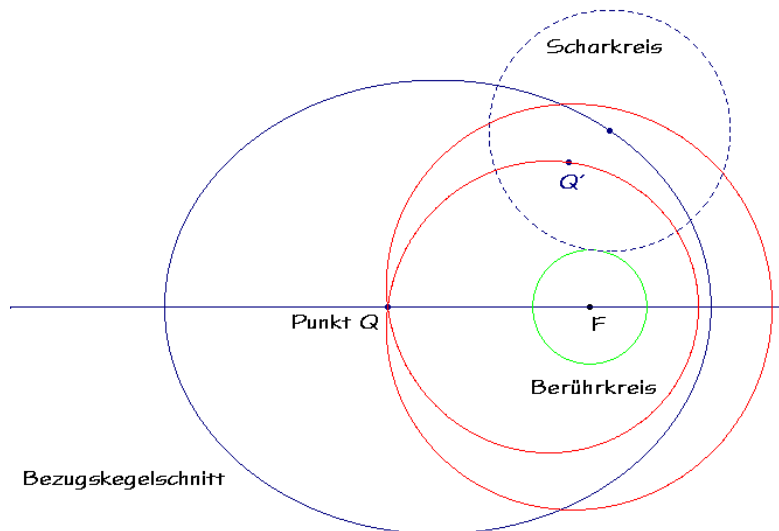 Scharkreis
Q´
Punkt Q
F
Berührkreis
Bezugskegelschnitt